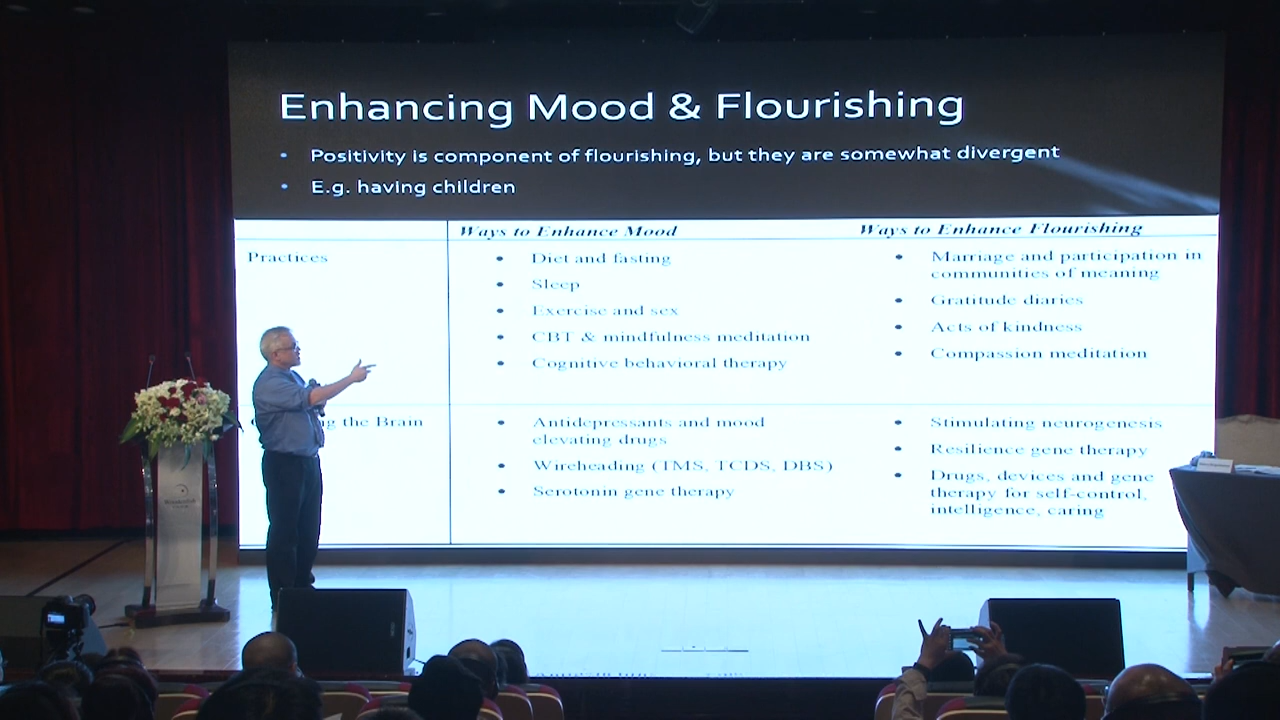 Enhancing Mood & Flourishing
• Positivity is component of flourishing, but they are somewhat divergent
• E.g. having children
Ways to Enhance Mood
Ways to Enhance Flourishing
Practices
• Diet and fasting
• Sleep
• Exercise and sex
• CBT & mindfulness meditation
• Cognitive behavioral therapy
• Marriage and participation in
communities of meaning
• Gratitude diaries
• Acts of kindness
• Compassion meditation
the Brain
• Antidepressants and mood
elevating drugs
• Wireheading (TMS, TCDS, DBS)
• Serotonin gene therapy
• Stimulating neurogenesis
• Resilience gene therapy
• Drugs, devices and gene
therapy for self-control,
intelligence, caring